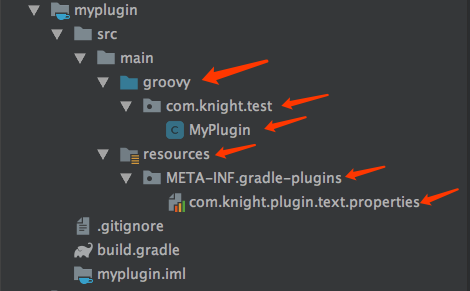 myplugin
src
main
groovy
com.knight.test
MyPlugin
resources
META-INF.gradle-plugins
com.knight.plugin.text.properties
.gitignore
build.gradle
myplugin.iml